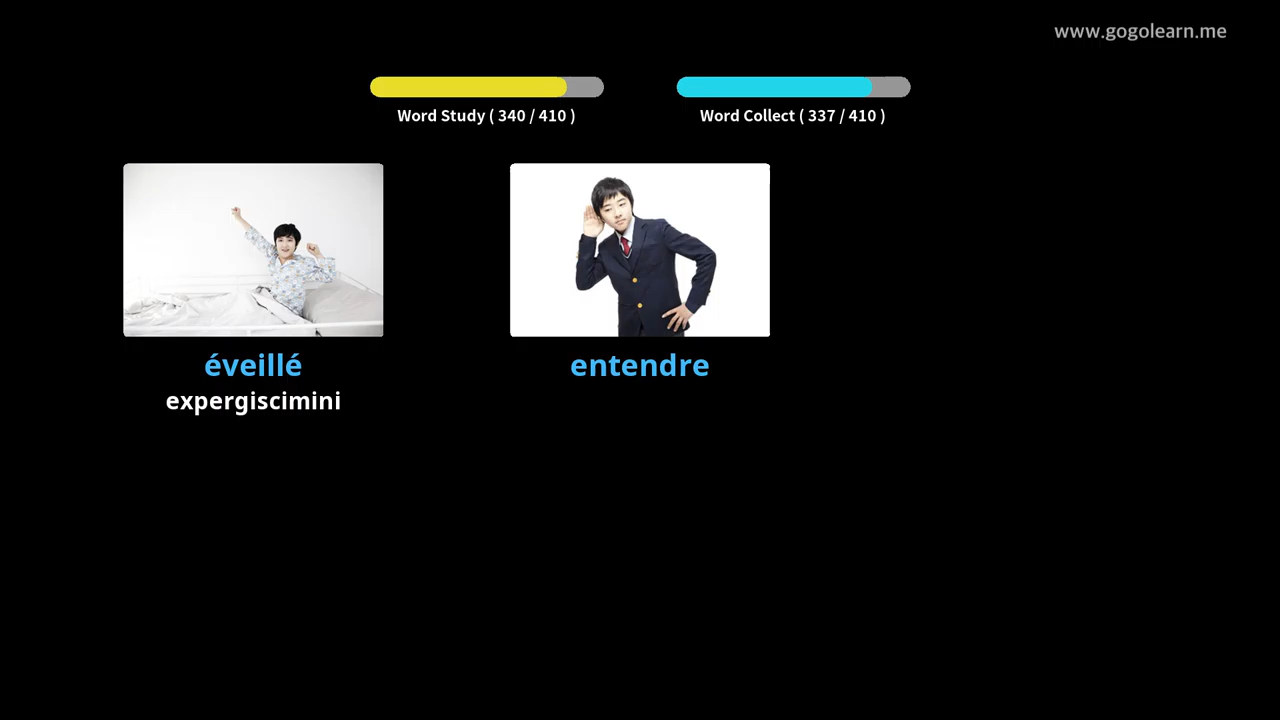 www.gogolearn.me
Word Study ( 340 / 410 )
Word Collect ( 337 / 410 )
éveillé
expergiscimini
entendre